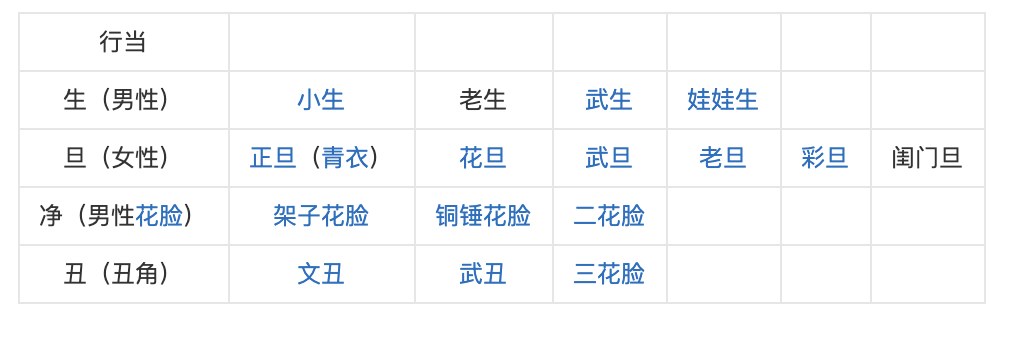 行当
生（男性） 小生 老生 武生 娃娃生
旦（女性） 正旦（青衣） 花旦 武旦 老旦 彩旦 闺门旦
净（男性花脸） 架子花脸 铜锤花脸 二花脸
丑（丑角） 文丑 武丑 三花脸